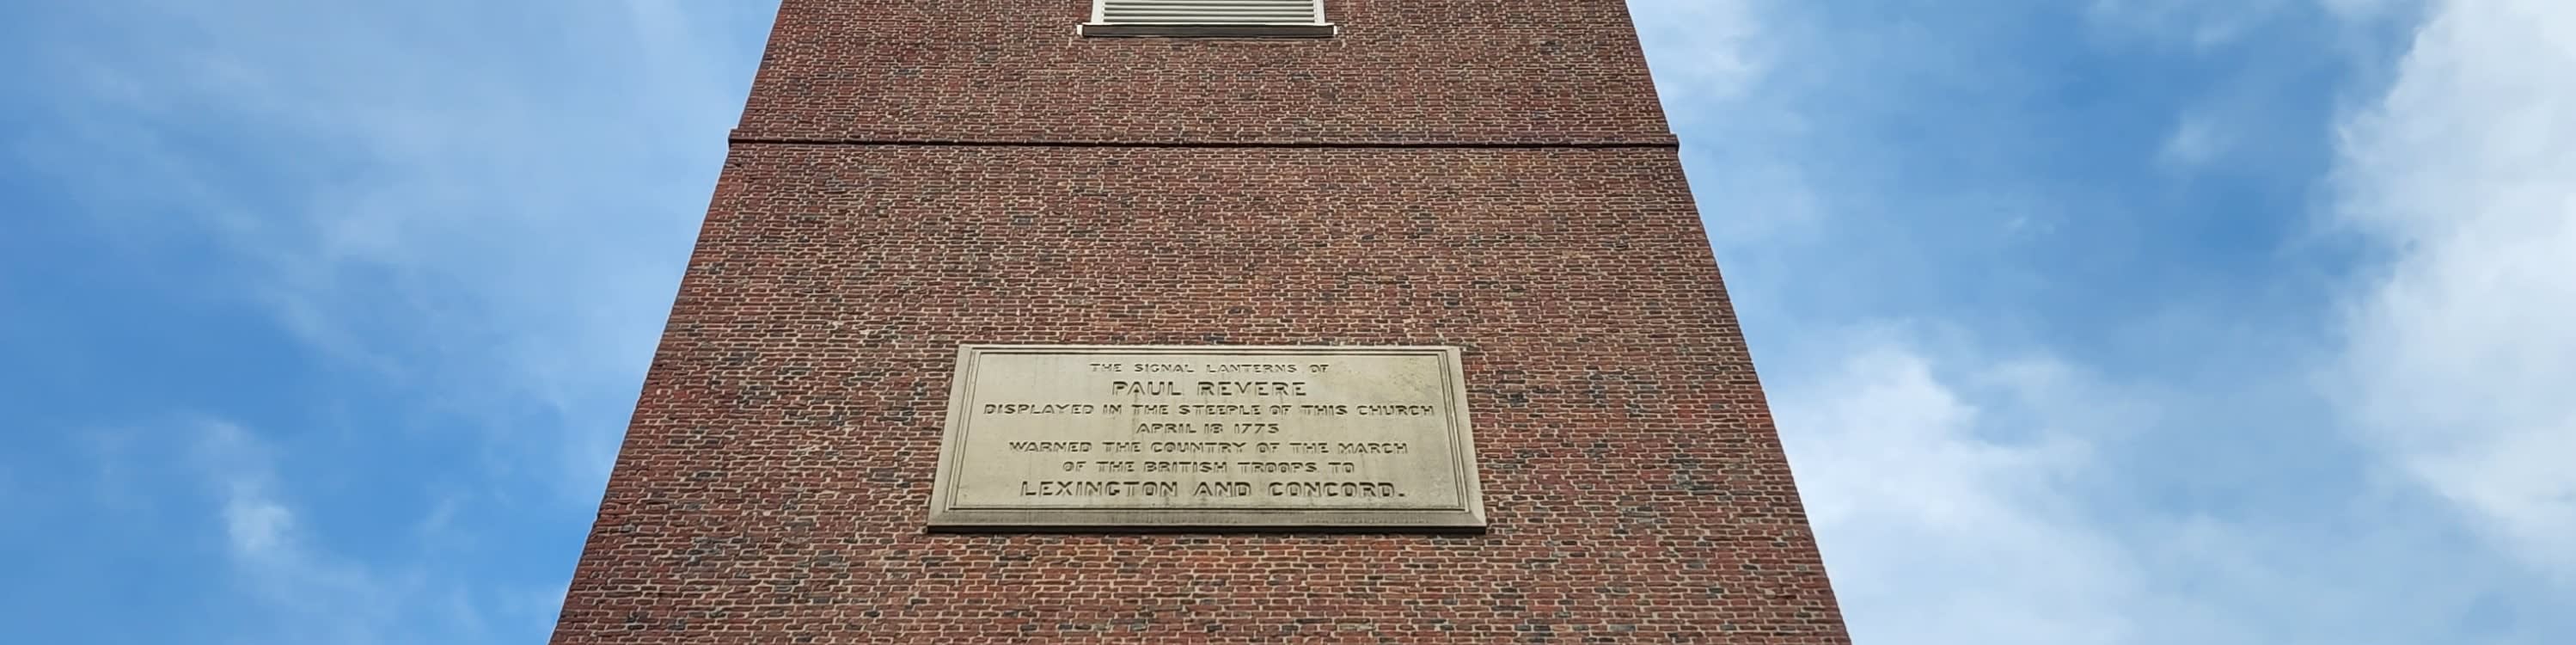 THE SIGNAL LANTERNS OF
PAUL REVERE
DISPLAYED IN THE STEEPLE OF THIS CHURCH
APRIL 18 1775
WARNED THE COUNTRY OF THE MARCH
OF THE BRITISH TROOPS TO
LEXINGTON AND CONCORD.